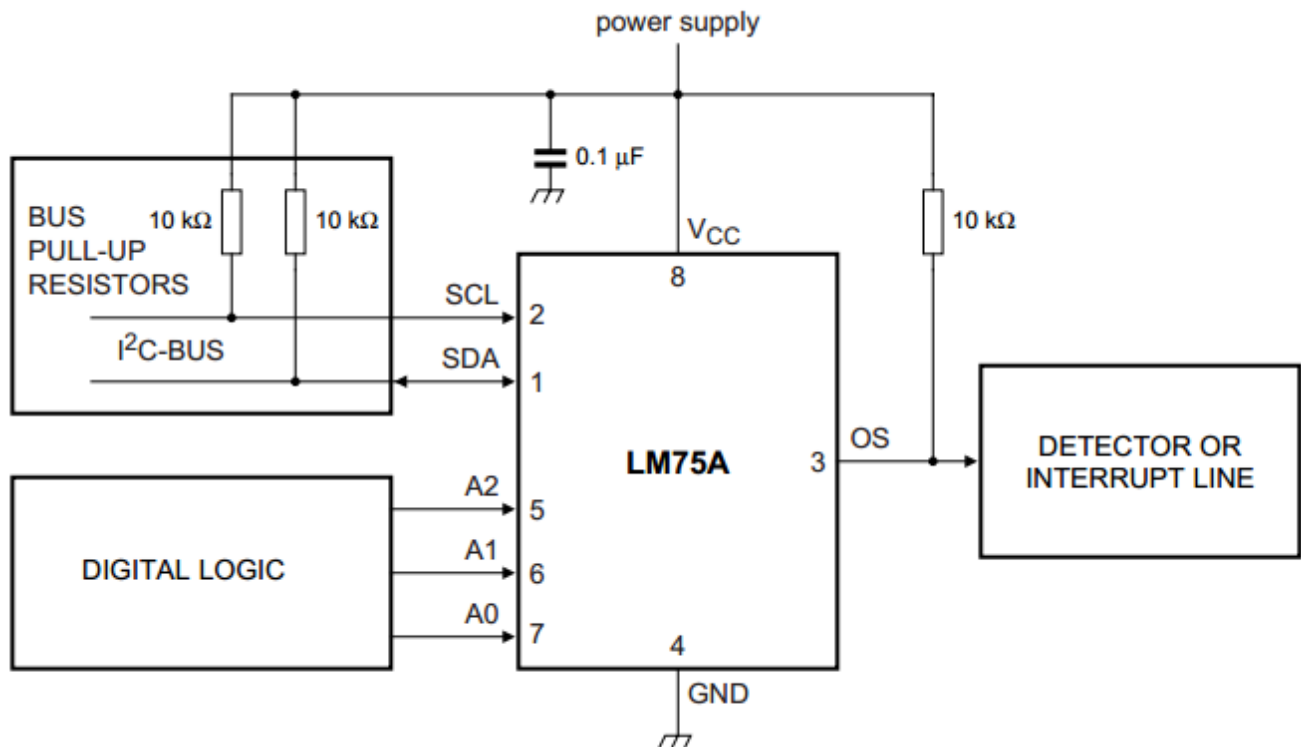 power supply
0.1 μF
BUS
PULL-UP
RESISTORS
10 kΩ
10 kΩ
10 kΩ
VCC
8
SCL
2
I2C-BUS
SDA
1
LM75A
OS
3
DETECTOR OR
INTERRUPT LINE
DIGITAL LOGIC
A2
5
A1
6
A0
7
4
GND